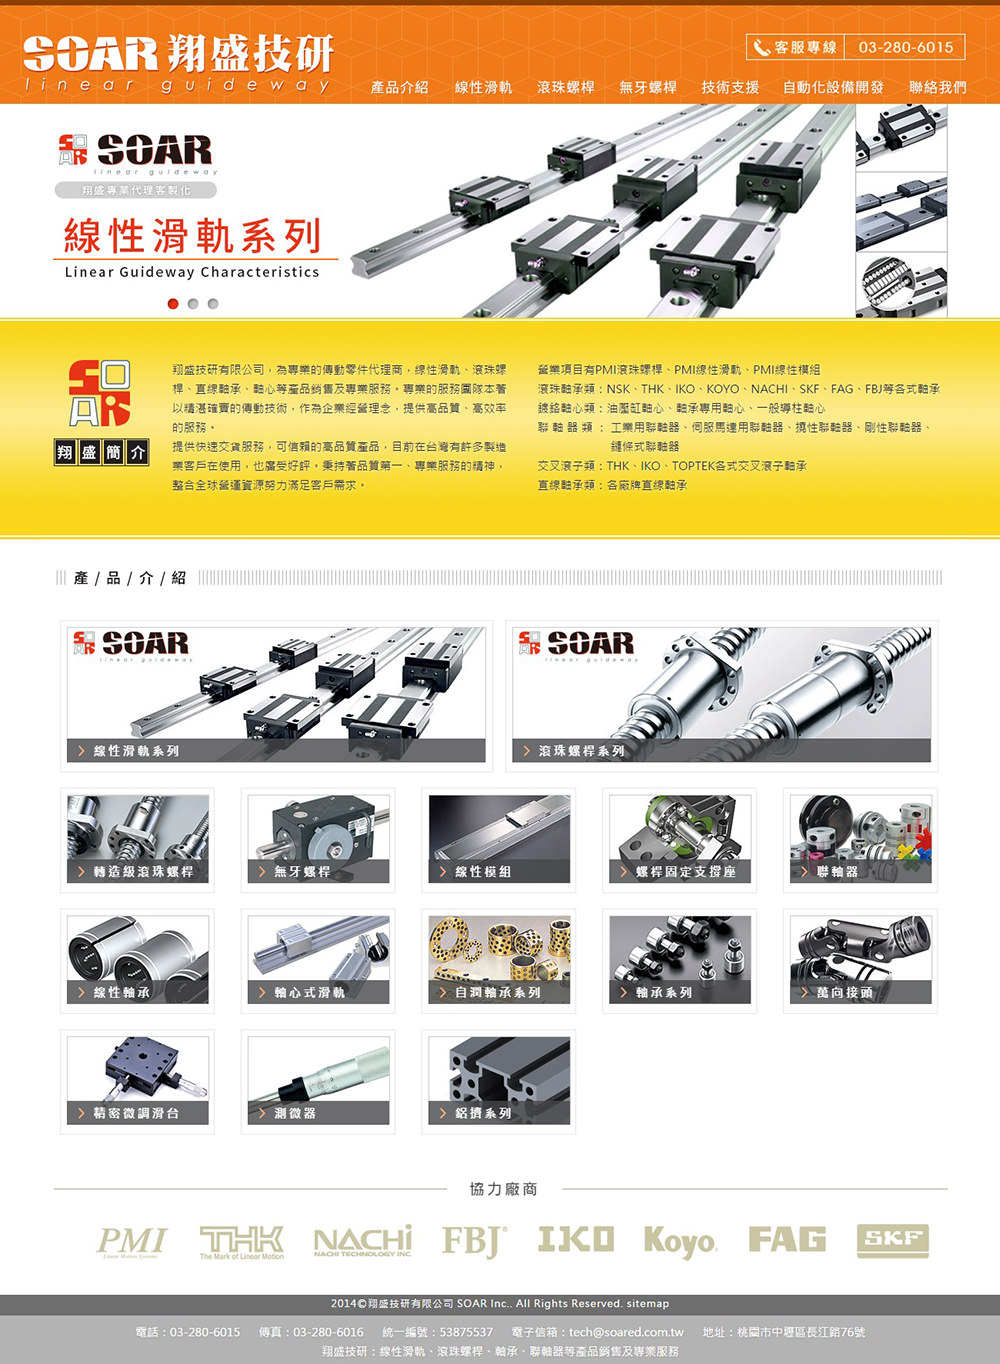 SOAR 翔盛技研
linear guideway
客服專線 03-280-6015
產品介紹 線性滑軌 滾珠螺桿 無牙螺桿 技術支援 自動化設備開發 聯絡我們
SOAR SOAR
linear guideway
翔盛專業代理客製化
線性滑軌系列
Linear Guideway Characteristics
SOAR
翔盛簡介
翔盛技研有限公司，為專業的傳動零件代理商，線性滑軌、滾珠螺
桿、直線軸承、軸心等產品銷售及專業服務。專業的服務團隊本著
以精湛確實的傳動技術，作為企業經營理念，提供高品質、高效率
的服務。
提供快速交貨服務，可信賴的高品質產品，目前在台灣有許多製造
業客戶在使用，也廣受好評。秉持著品質第一、專業服務的精神，
整合全球營運資源努力滿足客戶需求。
營業項目有PMI滾珠螺桿、PMI線性滑軌、PMI線性模組
滾珠軸承類：NSK、THK、IKO、KOYO、NACHI、SKF、FAG、FBJ等各式軸承
鍍鉻軸心類：油壓缸軸心、軸承專用軸心、一般導柱軸心
聯 軸 器 類 ：工業用聯軸器、伺服馬達用聯軸器、撓性聯軸器、剛性聯軸器、
鏈條式聯軸器
交叉滾子類：THK、IKO、TOPTEK各式交叉滾子軸承
直線軸承類：各廠牌直線軸承
產/品/介/紹
SOAR SOAR
linear guideway
線性滑軌系列
SOAR SOAR
linear guideway
滾珠螺桿系列
轉造級滾珠螺桿
無牙螺桿
線性模組
螺桿固定支撐座
聯軸器
線性軸承
軸心式滑軌
自潤軸承系列
軸承系列
萬向接頭
精密微調滑台
測微器
鋁擠系列
協力廠商
PMI THK NACHi FBJ® IKO Koyo® FAG SKF
Linear Motion Systems The Mark of Linear Motion NACHI TECHNOLOGY INC.
2014©翔盛技研有限公司 SOAR Inc.. All Rights Reserved. sitemap
電話：03-280-6015 傳真：03-280-6016 統一編號：53875537 電子信箱：tech@soared.com.tw 地址：桃園市中壢區長江路76號
翔盛技研：線性滑軌、滾珠螺桿、軸承、聯軸器等產品銷售及專業服務